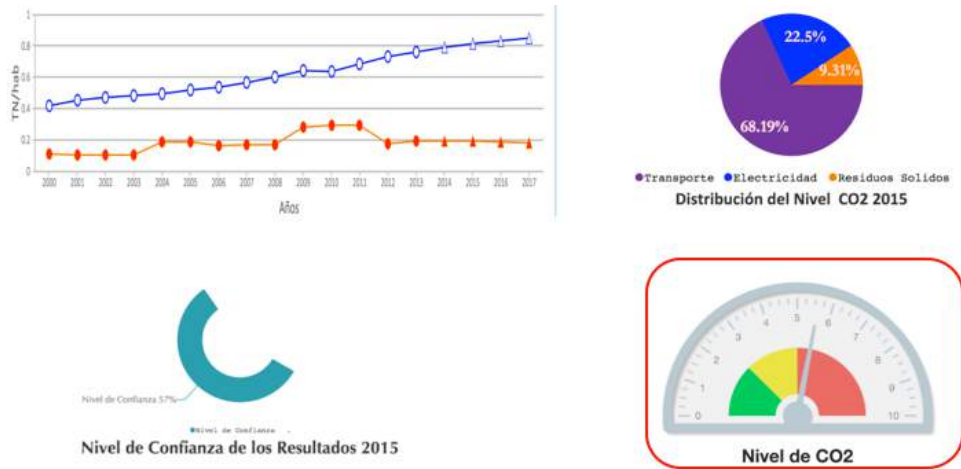 1
0.8
0.6
0.4
0.2
0
TN/hab
2000 2001 2002 2003 2004 2005 2006 2007 2008 2009 2010 2011 2012 2013 2014 2015 2016 2017
Años
22.5%
9.31%
68.19%
Transporte Electricidad Residuos Solidos
Distribución del Nivel CO2 2015
Nivel de Confianza 57%
Nivel de Confianza
Nivel de Confianza de los Resultados 2015
0 1 2 3 4 5 6 7 8 9 10
Nivel de CO2